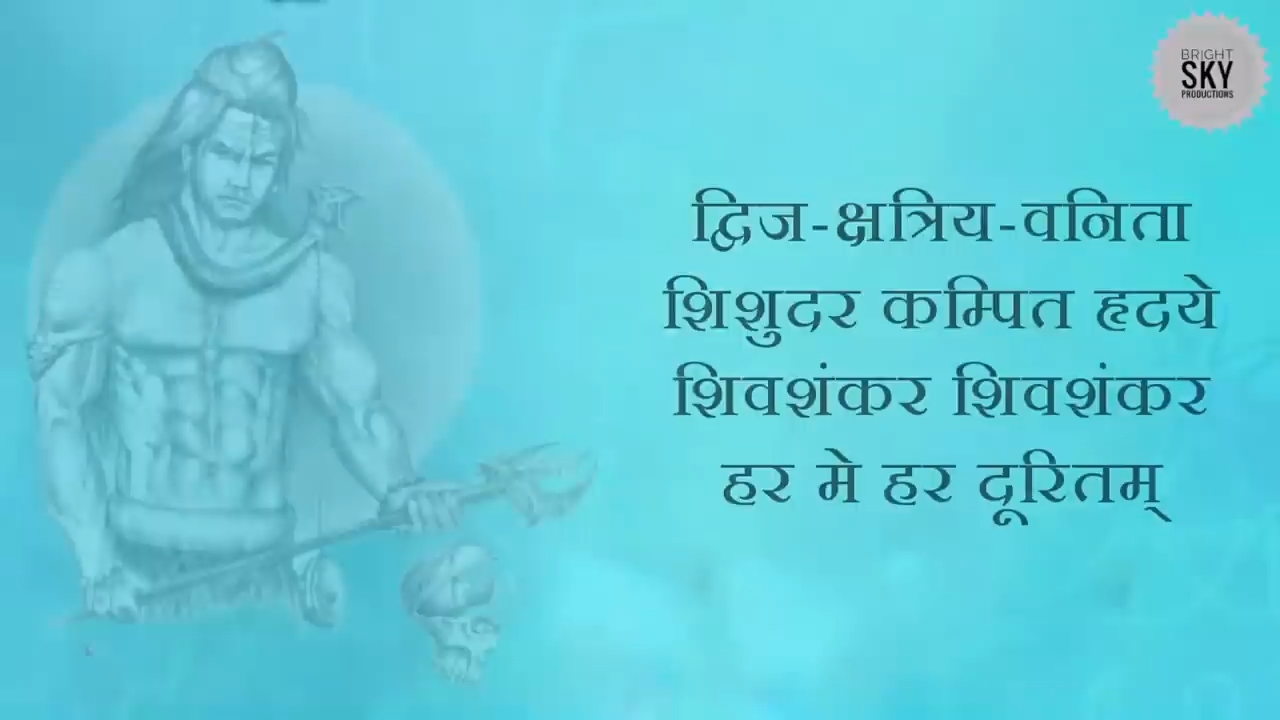 BRIGHT
SKY
PRODUCTIONS
द्विज-क्षत्रिय-वनिता
शिशुदर कम्पित हृदये
शिवशंकर शिवशंकर
हर मे हर दूरितम्